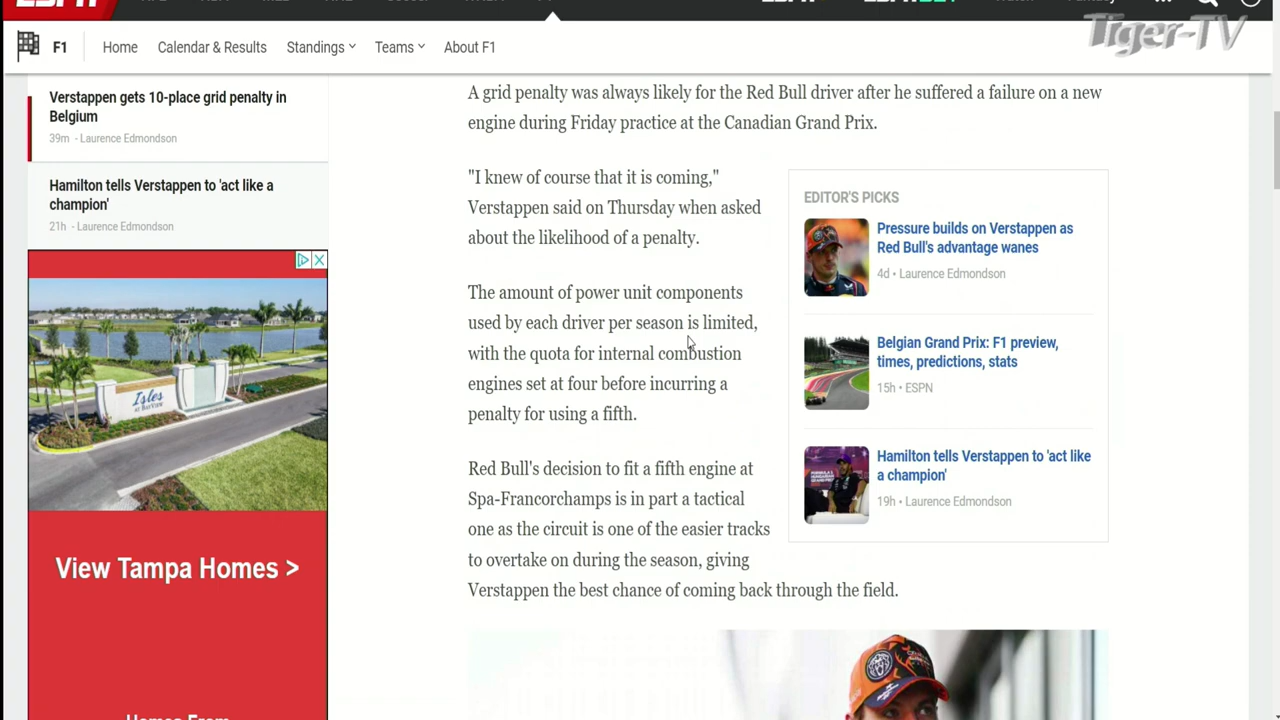 ESPN
Tiger-TV
F1
Home
Calendar & Results
Standings
Teams
About F1
Verstappen gets 10-place grid penalty in
Belgium
39m - Laurence Edmondson
Hamilton tells Verstappen to 'act like a
champion'
21h - Laurence Edmondson
Isles
at BayView
View Tampa Homes >
Homes From
A grid penalty was always likely for the Red Bull driver after he suffered a failure on a new
engine during Friday practice at the Canadian Grand Prix.
"I knew of course that it is coming,"
Verstappen said on Thursday when asked
about the likelihood of a penalty.
The amount of power unit components
used by each driver per season is limited,
with the quota for internal combustion
engines set at four before incurring a
penalty for using a fifth.
Red Bull's decision to fit a fifth engine at
Spa-Francorchamps is in part a tactical
one as the circuit is one of the easier tracks
to overtake on during the season, giving
Verstappen the best chance of coming back through the field.
EDITOR'S PICKS
Pressure builds on Verstappen as
Red Bull's advantage wanes
4d • Laurence Edmondson
Belgian Grand Prix: F1 preview,
times, predictions, stats
15h • ESPN
Hamilton tells Verstappen to 'act like
a champion'
19h • Laurence Edmondson